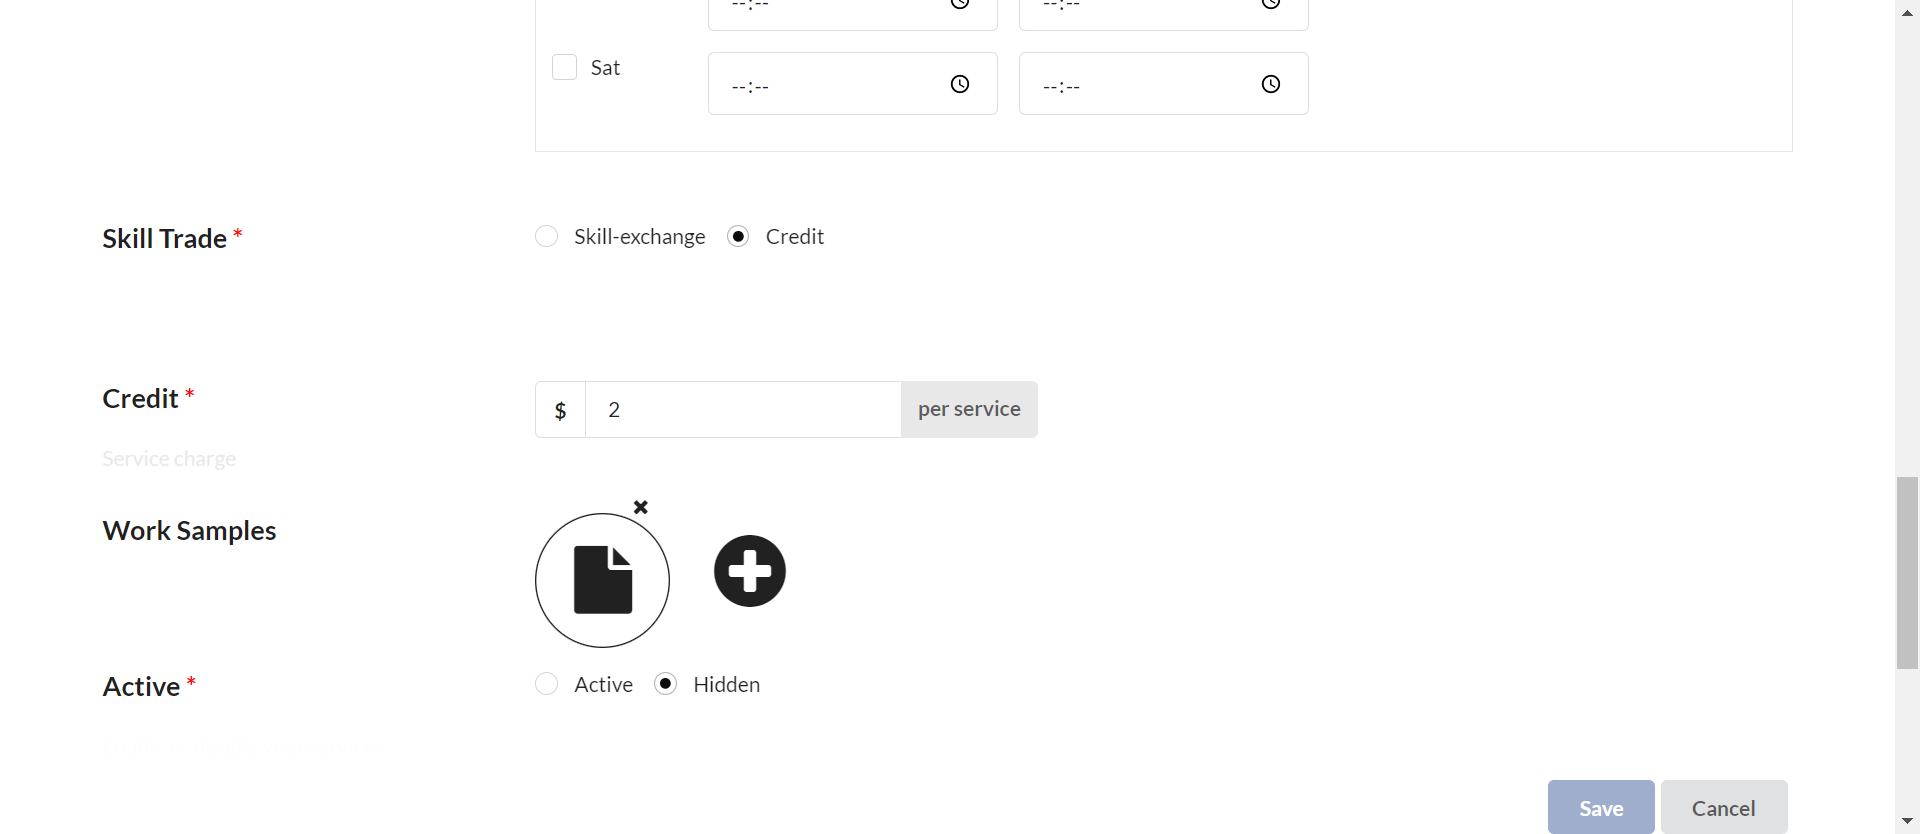 --:-- --:--
Sat
--:-- --:--
Skill Trade *
Skill-exchange Credit
Credit *
$ 2 per service
Service charge
Work Samples
Active *
Active Hidden
Save Cancel